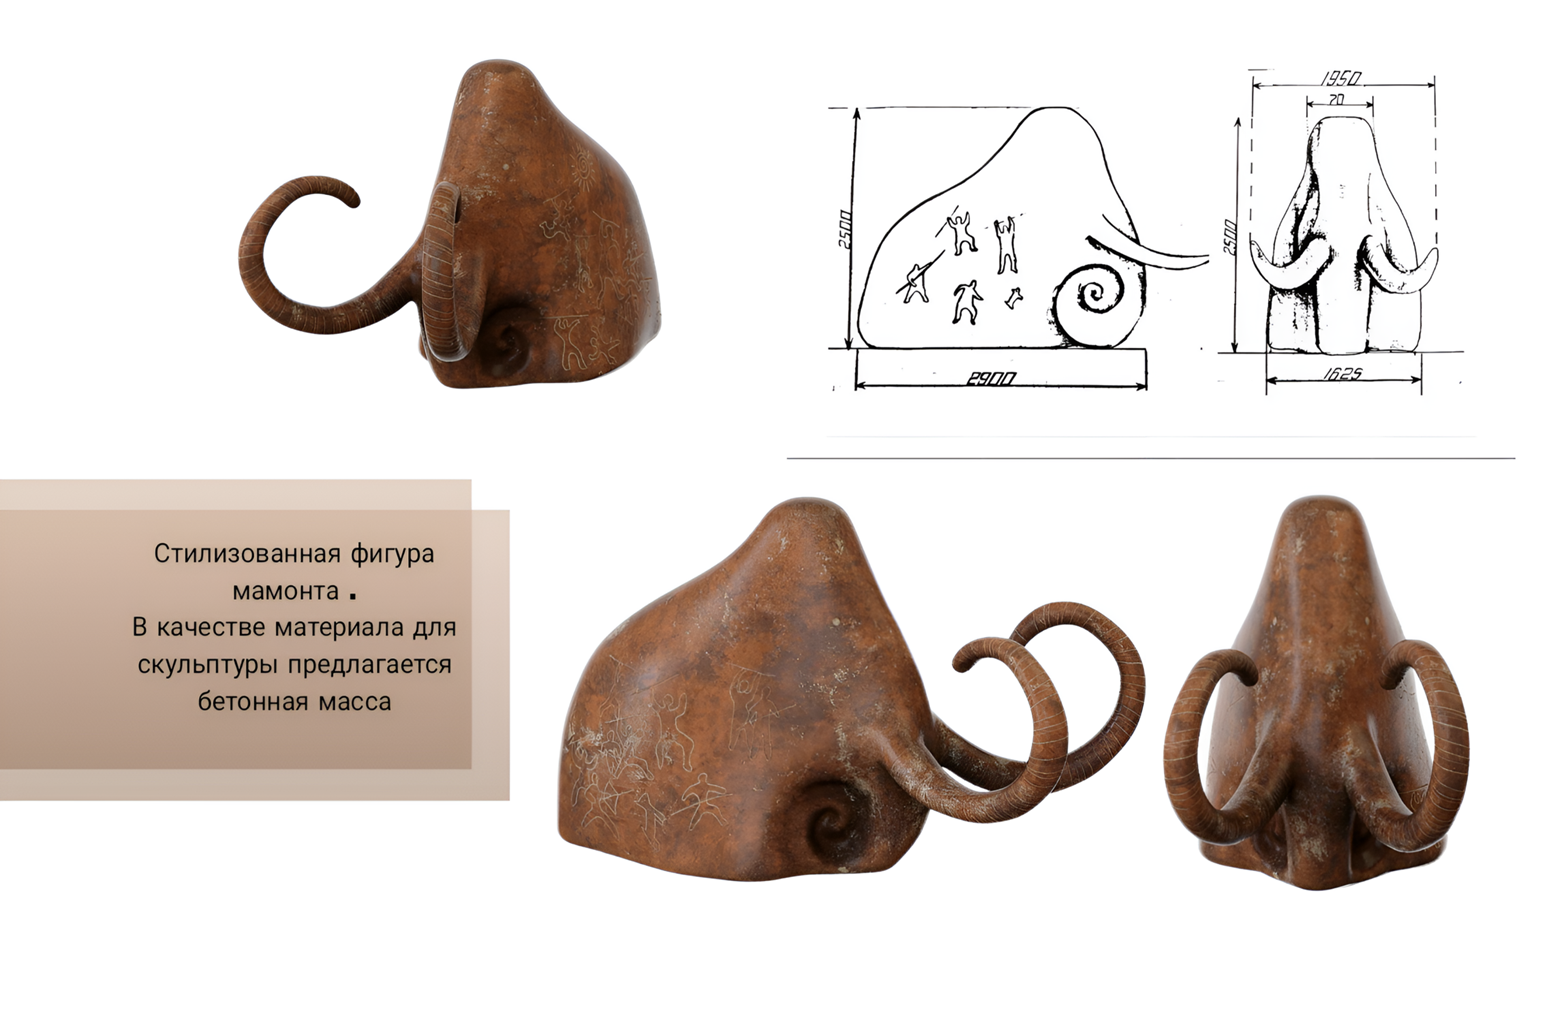 1950
70
2500
2500
2900
1625
Стилизованная фигура
мамонта .
В качестве материала для
скульптуры предлагается
бетонная масса